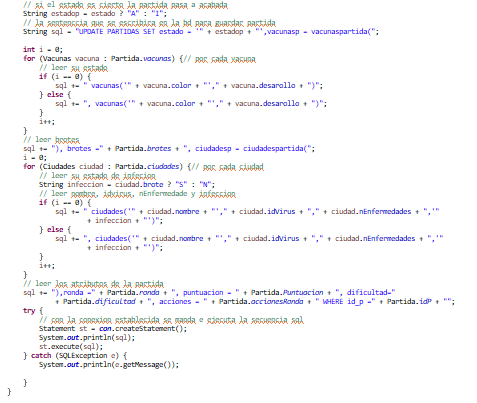 // si el estado es cierto la partida pasa a acabada
String estadop = estado ? "A" : "I";
// la sentenccia que se escribira es la bd para guardar partida
String sql = "UPDATE PARTIDAS SET estado = '" + estadop + "',vacunasp = vacunaspartida(";
int i = 0;
for (Vacunas vacuna : Partida.vacunas) {// por cada vacuna
// leer su estado
if (i == 0) {
sql += " vacunas('" + vacuna.color + "'," + vacuna.desarollo + ")";
} else {
sql += ", vacunas('" + vacuna.color + "'," + vacuna.desarollo + ")";
}
i++;
}
// leer brotes
sql += "), brotes =" + Partida.brotes + ", ciudadesp = ciudadespartida(";
i = 0;
for (Ciudades ciudad : Partida.ciudades) {// por cada ciudad
// leer su estado de infecion
String infeccion = ciudad.brote ? "S" : "N";
// leer nombre, idvirus, nEnfermedade y infeccion
if (i == 0) {
sql += " ciudades('" + ciudad.nombre + "'," + ciudad.idVirus + "," + ciudad.nEnfermedades + ",'"
+ infeccion + "')";
} else {
sql += ", ciudades('" + ciudad.nombre + "'," + ciudad.idVirus + "," + ciudad.nEnfermedades + ",'"
+ infeccion + "')";
}
i++;
}
// leer los atributos de la partida
sql += "),ronda =" + Partida.ronda + ", puntuacion = " + Partida.Puntuacion + ", dificultad="
+ Partida.dificultad + ", acciones = " + Partida.accionesRonda + " WHERE id_p =" + Partida.idP + "";
try {
// con la conexion establecida se manda e ejecuta la secuencia sql
Statement st = con.createStatement();
System.out.println(sql);
st.execute(sql);
} catch (SQLException e) {
System.out.println(e.getMessage());
}
}